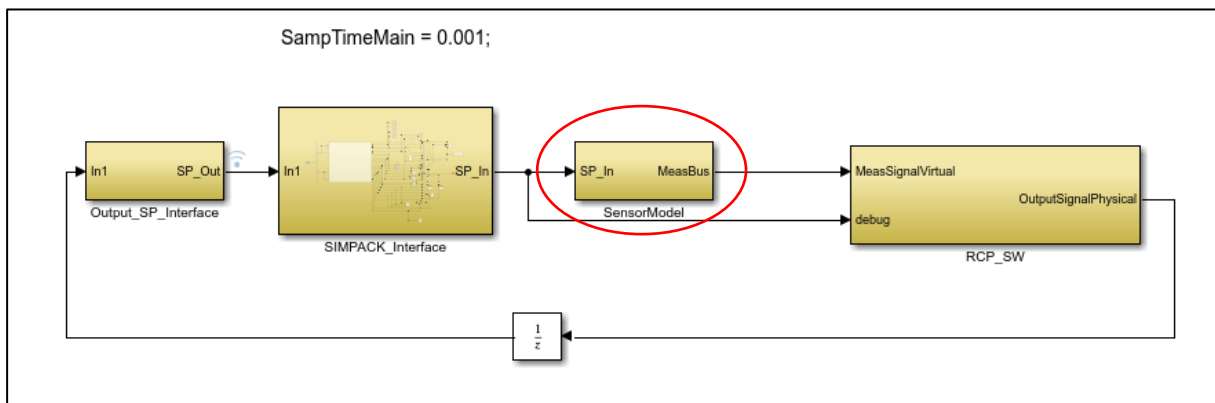 SampTimeMain = 0.001;
In1
SP_Out
Output_SP_Interface
In1
SP_In
SIMPACK_Interface
SP_In
MeasBus
SensorModel
MeasSignalVirtual
debug
OutputSignalPhysical
RCP_SW
1
z